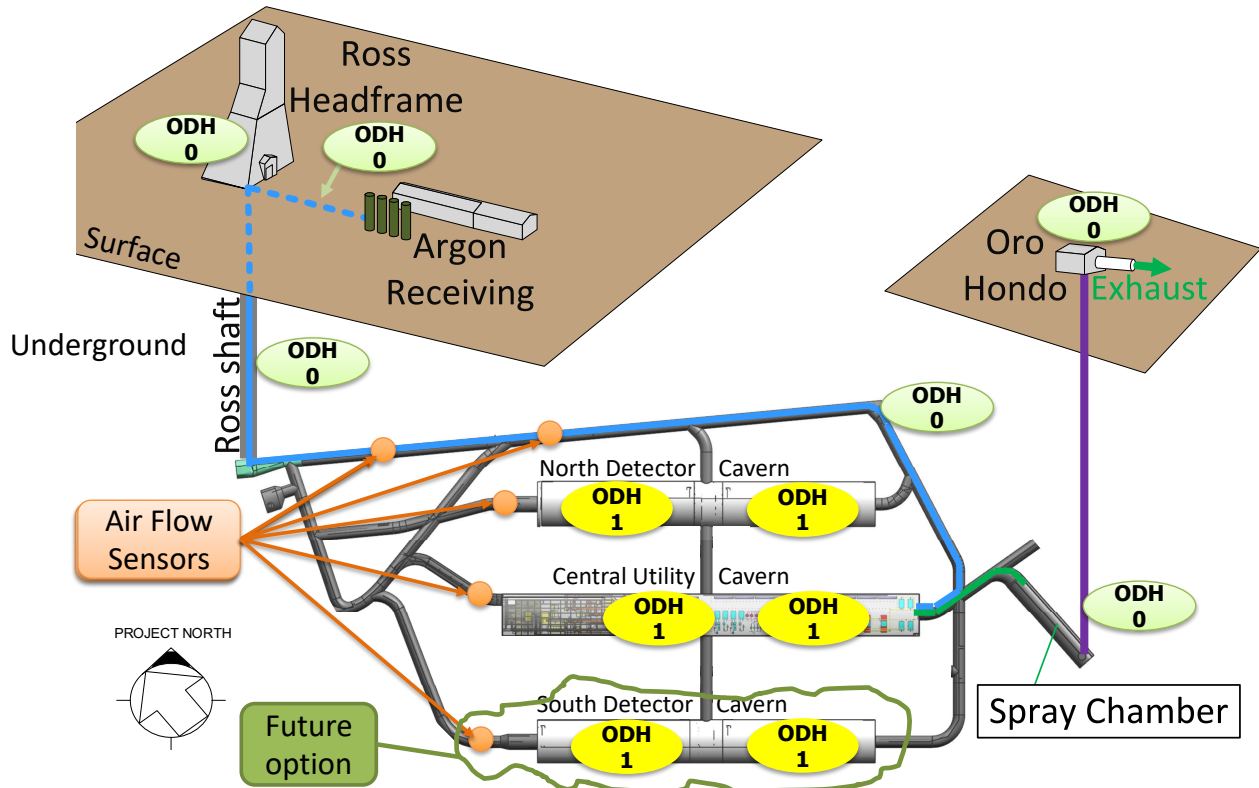 Ross
Headframe
ODH
0
ODH
0
Surface
Argon
Receiving
ODH
0
Oro
Hondo
Exhaust
Underground
Ross shaft
ODH
0
ODH
0
North Detector Cavern
ODH
1
ODH
1
Air Flow
Sensors
Central Utility Cavern
ODH
1
ODH
1
ODH
0
PROJECT NORTH
South Detector Cavern
ODH
1
ODH
1
Future
option
Spray Chamber